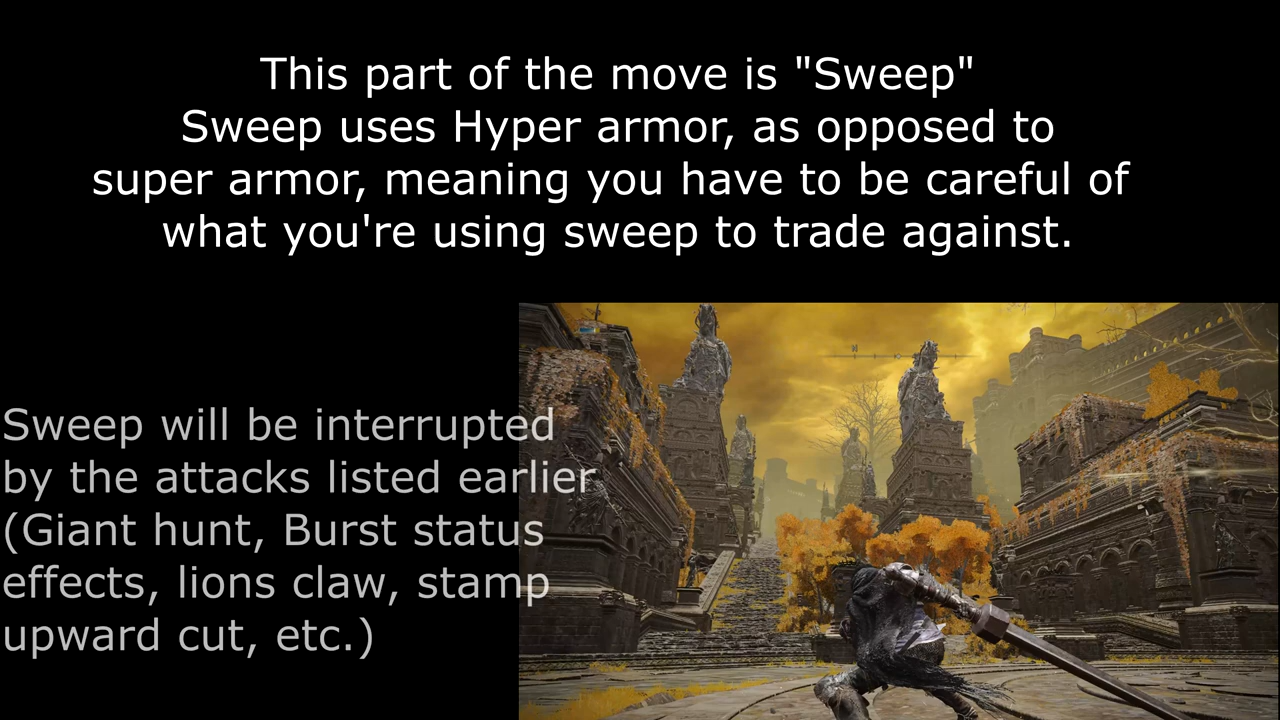 This part of the move is "Sweep"
Sweep uses Hyper armor, as opposed to
super armor, meaning you have to be careful of
what you're using sweep to trade against.
Sweep will be interrupted
by the attacks listed earlier
(Giant hunt, Burst status
effects, lions claw, stamp
upward cut, etc.)
N